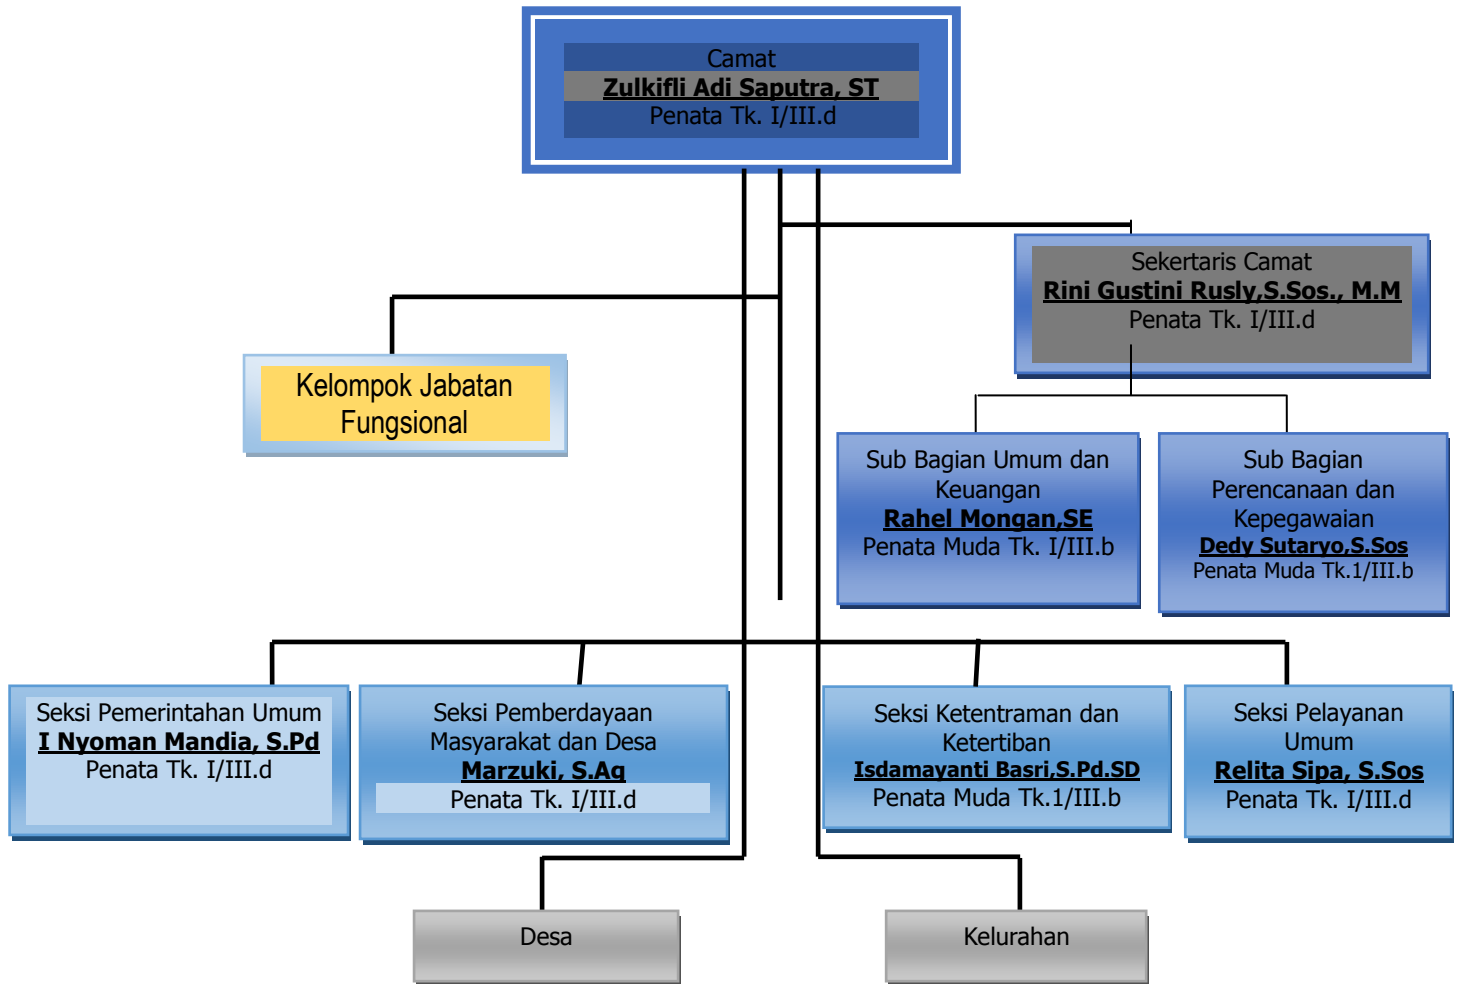 Camat
Zulkifli Adi Saputra, ST
Penata Tk. I/III.d
Sekertaris Camat
Rini Gustini Rusly,S.Sos., M.M
Penata Tk. I/III.d
Kelompok Jabatan
Fungsional
Sub Bagian Umum dan
Keuangan
Rahel Mongan,SE
Penata Muda Tk. I/III.b
Sub Bagian
Perencanaan dan
Kepegawaian
Dedy Sutaryo,S.Sos
Penata Muda Tk.1/III.b
Seksi Pemerintahan Umum
I Nyoman Mandia, S.Pd
Penata Tk. I/III.d
Seksi Pemberdayaan
Masyarakat dan Desa
Marzuki, S.Ag
Penata Tk. I/III.d
Seksi Ketentraman dan
Ketertiban
Isdamayanti Basri,S.Pd.SD
Penata Muda Tk.1/III.b
Seksi Pelayanan
Umum
Relita Sipa, S.Sos
Penata Tk. I/III.d
Desa
Kelurahan